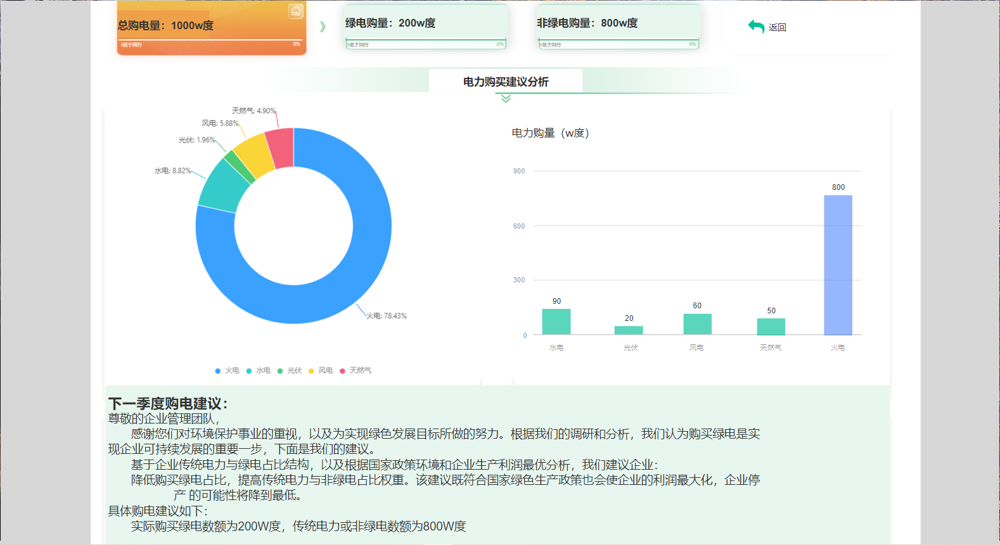 总购电量：1000w度
低于同行 0%
绿电购量：200w度
低于同行 0%
非绿电购量：800w度
低于同行 0%
返回
电力购买建议分析
天然气: 4.90%
风电: 5.88%
光伏: 1.96%
水电: 8.82%
火电: 78.43%
火电 水电 光伏 风电 天然气
电力购量（w度）
900
800
600
300
90
60
50
20
0
水电 光伏 风电 天然气 火电
下一季度购电建议：
尊敬的企业管理团队，
感谢您们对环境保护事业的重视，以及为实现绿色发展目标所做的努力。根据我们的调研和分析，我们认为购买绿电是实
现企业可持续发展的重要一步，下面是我们的建议。
基于企业传统电力与绿电占比结构，以及根据国家政策环境和企业生产利润最优分析，我们建议企业：
降低购买绿电占比，提高传统电力与非绿电占比权重。该建议既符合国家绿色生产政策也会使企业的利润最大化，企业停
产 的可能性将降到最低。
具体购电建议如下：
实际购买绿电数额为200W度，传统电力或非绿电数额为800W度